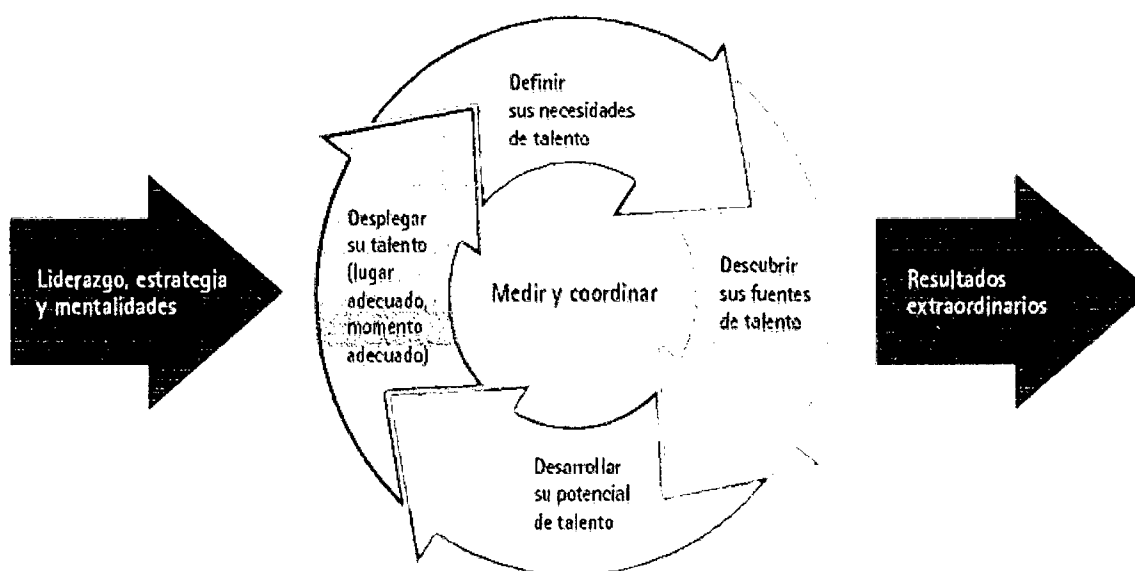 Liderazgo, estrategia
y mentalidades
Definir
sus necesidades
de talento
Desplegar
su talento
(lugar
adecuado,
momento
adecuado)
Medir y coordinar
Descubrir
sus fuentes
de talento
Desarrollar
su potencial
de talento
Resultados
extraordinarios